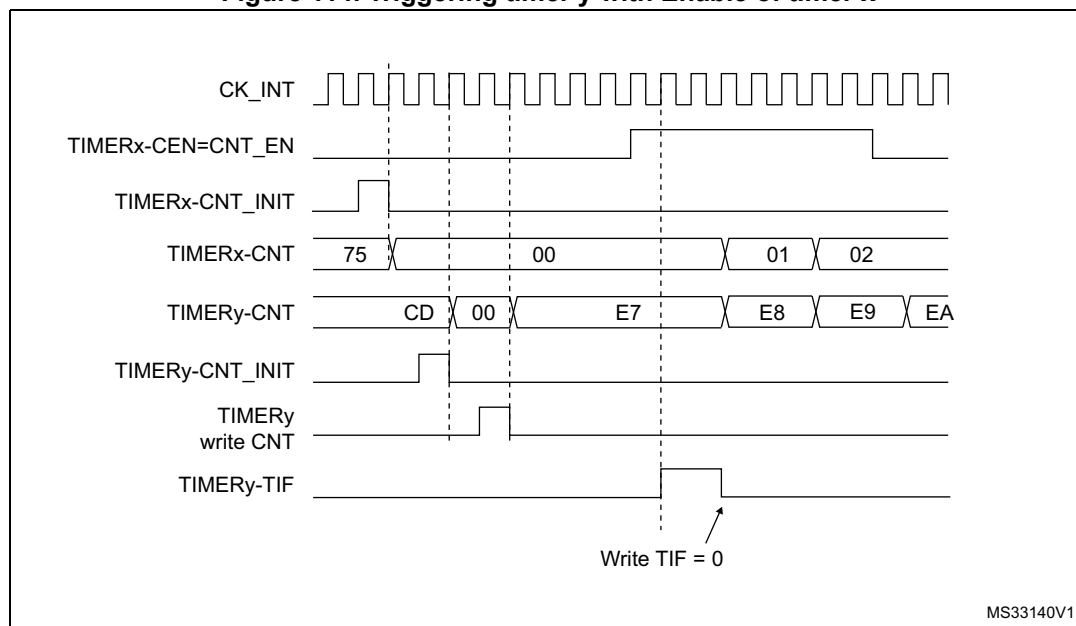 CK_INT
TIMERx-CEN=CNT_EN
TIMERx-CNT_INIT
TIMERx-CNT 75 00 01 02
TIMERy-CNT CD 00 E7 E8 E9 EA
TIMERy-CNT_INIT
TIMERy
write CNT
TIMERy-TIF
Write TIF = 0
MS33140V1